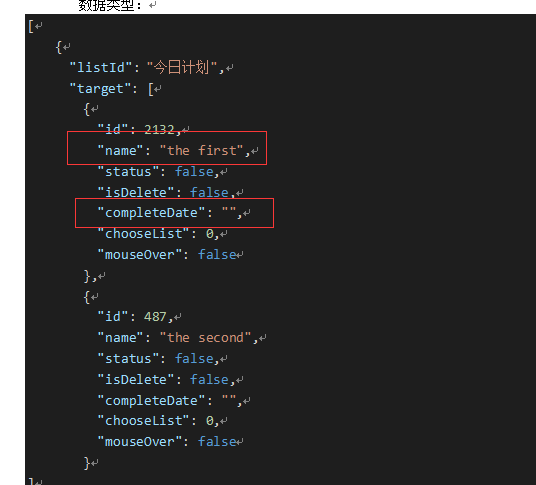 数据类型：↵
[↵
{↵
"listId": "今日计划",↵
"target": [↵
{↵
"id": 2132,↵
"name": "the first",↵
"status": false,↵
"isDelete": false,↵
"completeDate": "",↵
"chooseList": 0,↵
"mouseOver": false↵
},↵
{↵
"id": 487,↵
"name": "the second",↵
"status": false,↵
"isDelete": false,↵
"completeDate": "",↵
"chooseList": 0,↵
"mouseOver": false↵
}↵
]